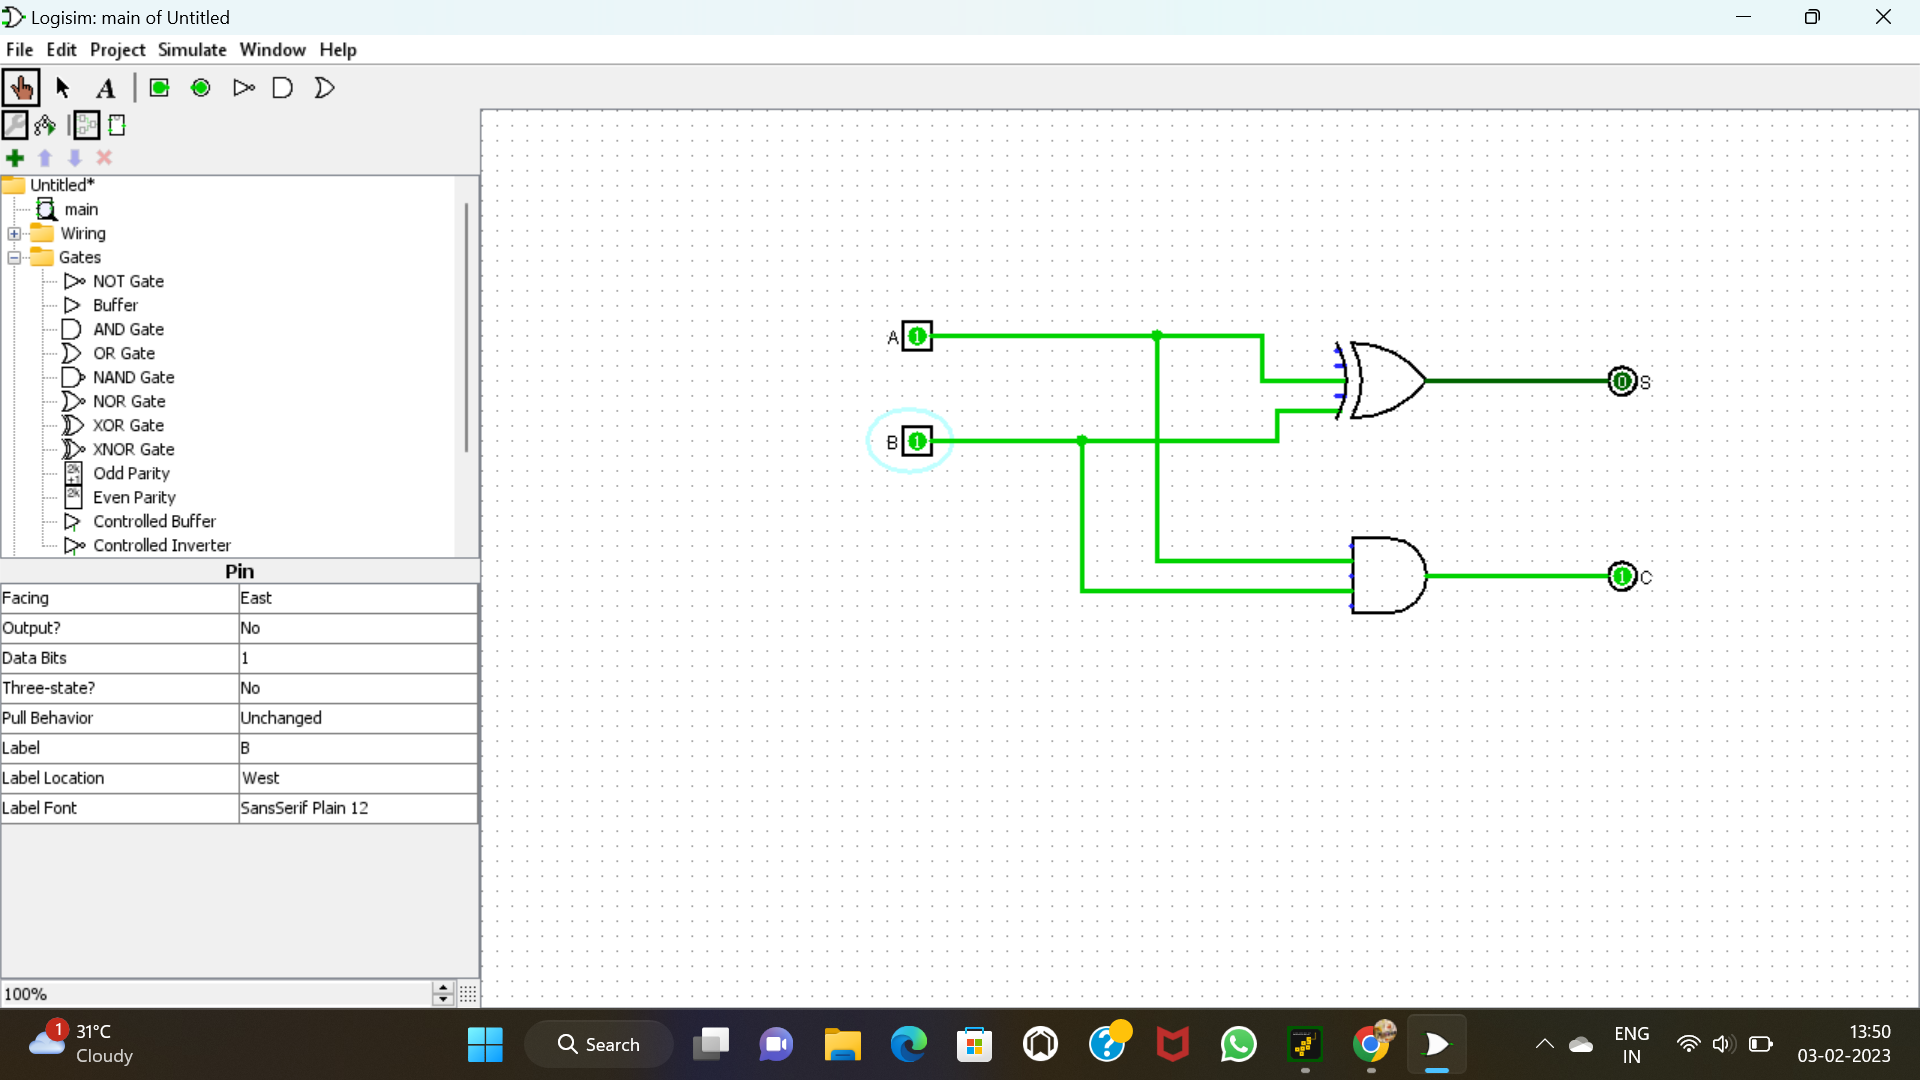 Logisim: main of Untitled
File Edit Project Simulate Window Help
A
Untitled*
main
Wiring
Gates
NOT Gate
Buffer
AND Gate
OR Gate
NAND Gate
NOR Gate
XOR Gate
XNOR Gate
2k
+1
Odd Parity
2k
Even Parity
Controlled Buffer
Controlled Inverter
Pin
Facing East
Output? No
Data Bits 1
Three-state? No
Pull Behavior Unchanged
Label B
Label Location West
Label Font SansSerif Plain 12
100%
A 1
B 1
0 S
1 C
1
31°C
Cloudy
Search
?
ENG
IN
13:50
03-02-2023